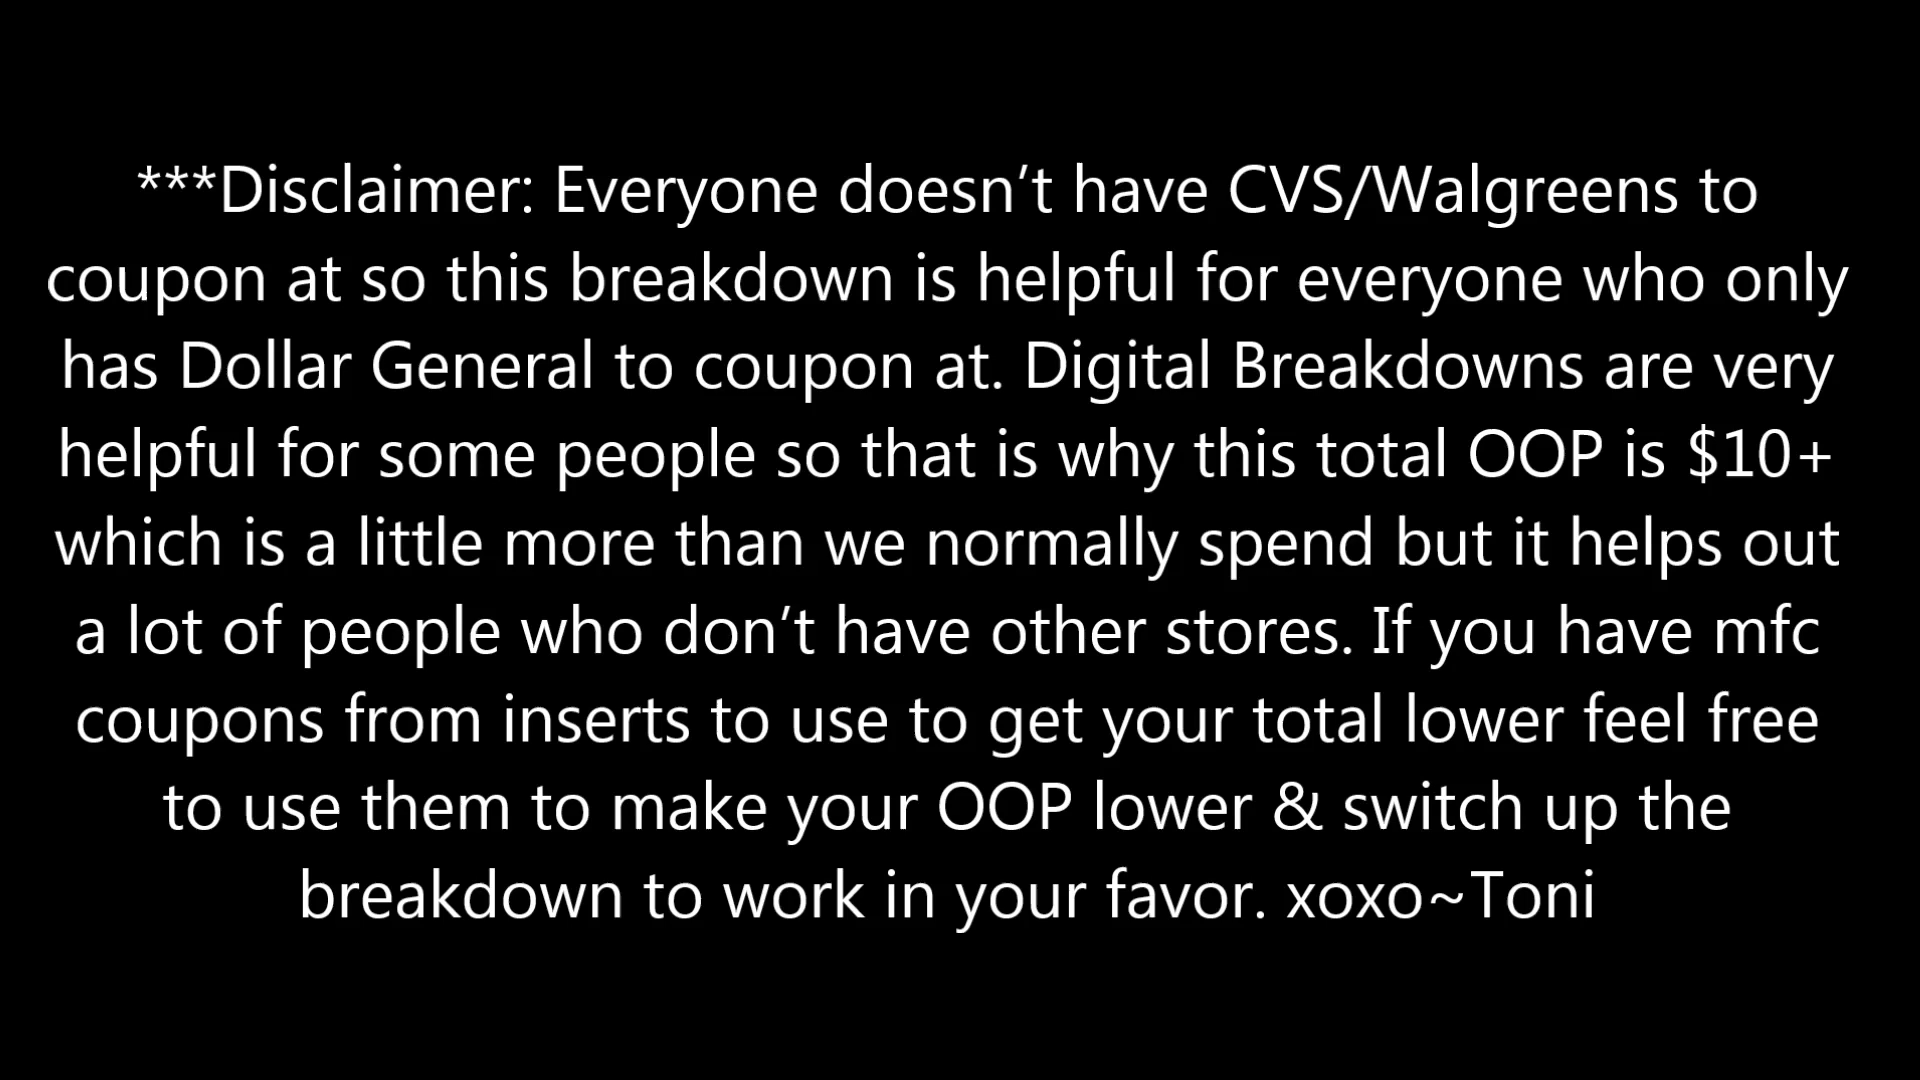 ***Disclaimer: Everyone doesn’t have CVS/Walgreens to
coupon at so this breakdown is helpful for everyone who only
has Dollar General to coupon at. Digital Breakdowns are very
helpful for some people so that is why this total OOP is $10+
which is a little more than we normally spend but it helps out
a lot of people who don’t have other stores. If you have mfc
coupons from inserts to use to get your total lower feel free
to use them to make your OOP lower & switch up the
breakdown to work in your favor. xoxo~Toni